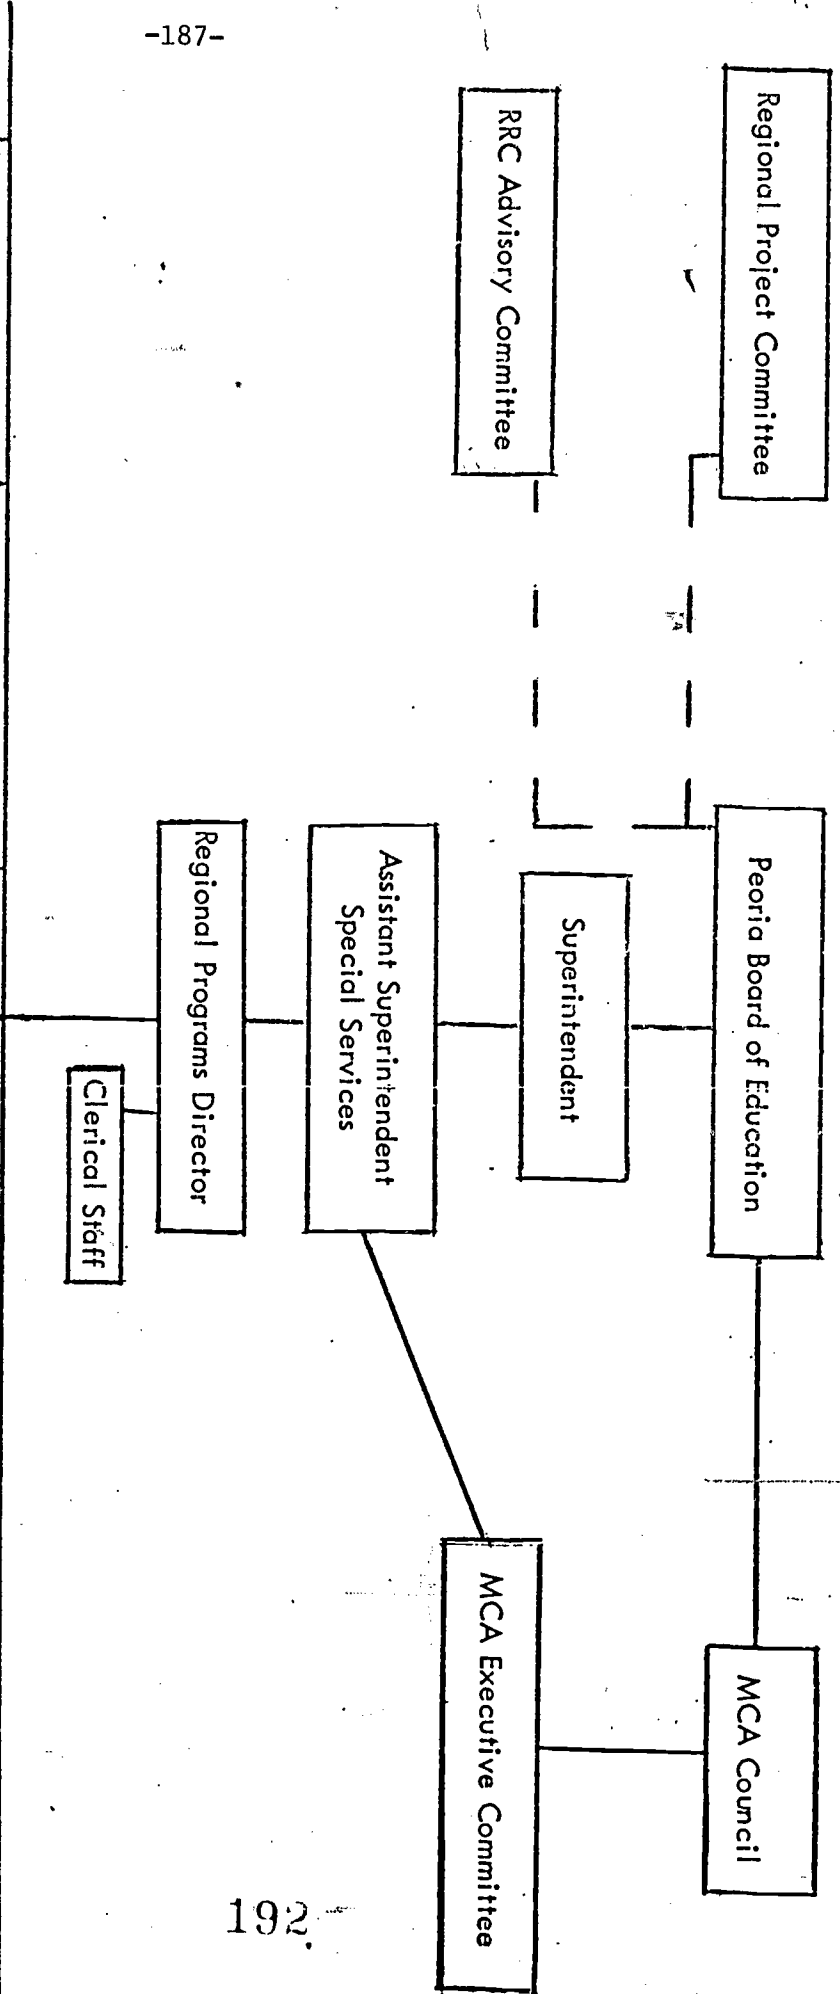 -187-
Regional Project Committee
Peoria Board of Education
MCA Council
RRC Advisory Committee
Superintendent
MCA Executive Committee
Assistant Superintendent
Special Services
Regional Programs Director
Clerical Staff
192